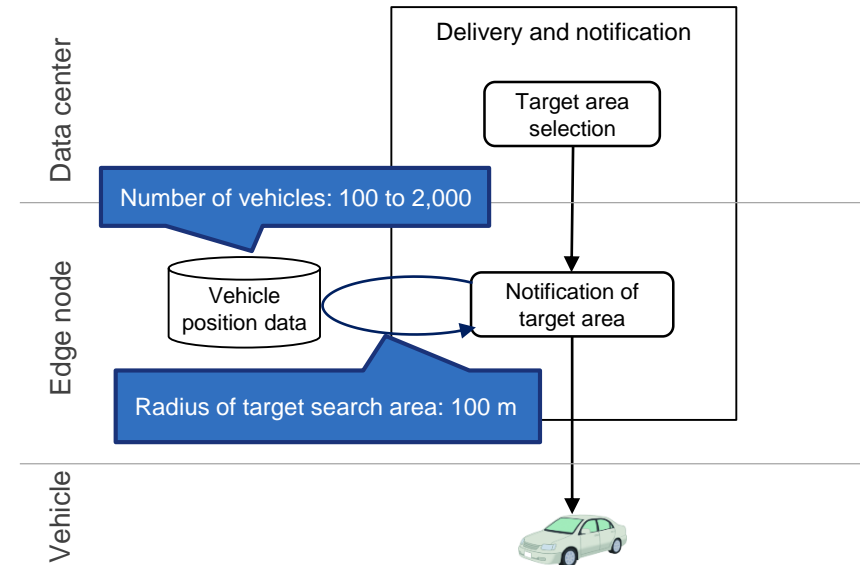 Data center
Delivery and notification
Target area
selection
Number of vehicles: 100 to 2,000
Edge node
Vehicle
position data
Notification of
target area
Radius of target search area: 100 m
Vehicle